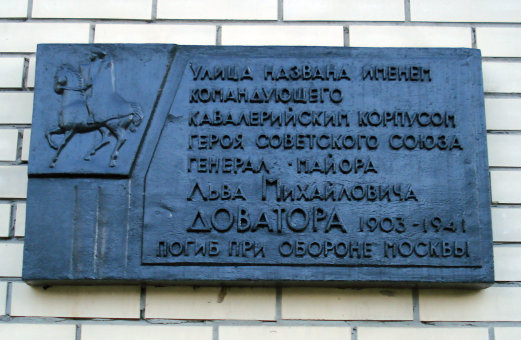 УЛИЦА НАЗВАНА ИМЕНЕМ
КОМАНДУЮЩЕГО
КАВАЛЕРИЙСКИМ КОРПУСОМ
ГЕРОЯ СОВЕТСКОГО СОЮЗА
ГЕНЕРАЛ-МАЙОРА
ЛЬВА МИХАЙЛОВИЧА
ДОВАТОРА 1903-1941
ПОГИБ ПРИ ОБОРОНЕ МОСКВЫ